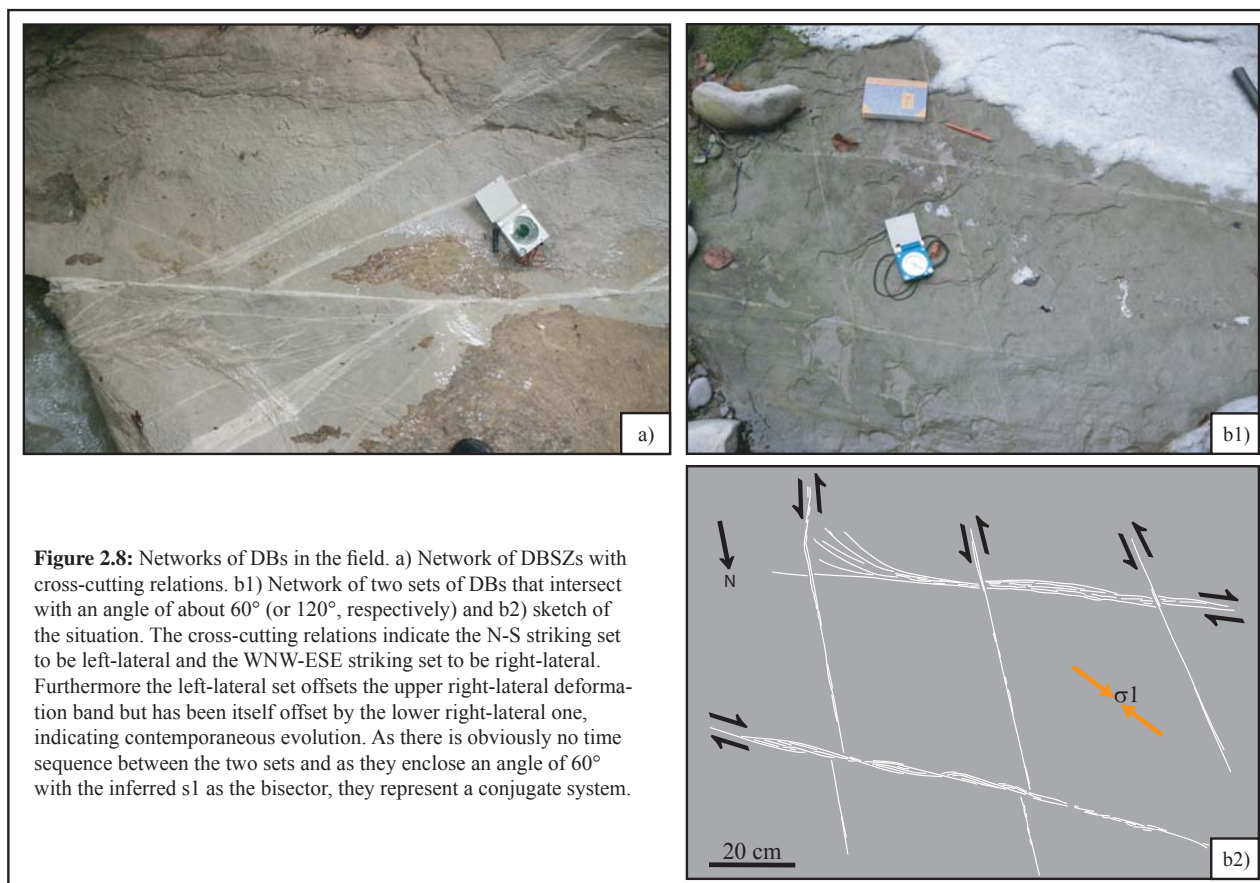 a)
b1)
Figure 2.8: Networks of DBs in the field. a) Network of DBSZs with
cross-cutting relations. b1) Network of two sets of DBs that intersect
with an angle of about 60° (or 120°, respectively) and b2) sketch of
the situation. The cross-cutting relations indicate the N-S striking set
to be left-lateral and the WNW-ESE striking set to be right-lateral.
Furthermore the left-lateral set offsets the upper right-lateral deforma-
tion band but has been itself offset by the lower right-lateral one,
indicating contemporaneous evolution. As there is obviously no time
sequence between the two sets and as they enclose an angle of 60°
with the inferred s1 as the bisector, they represent a conjugate system.
N
σ1
20 cm
b2)